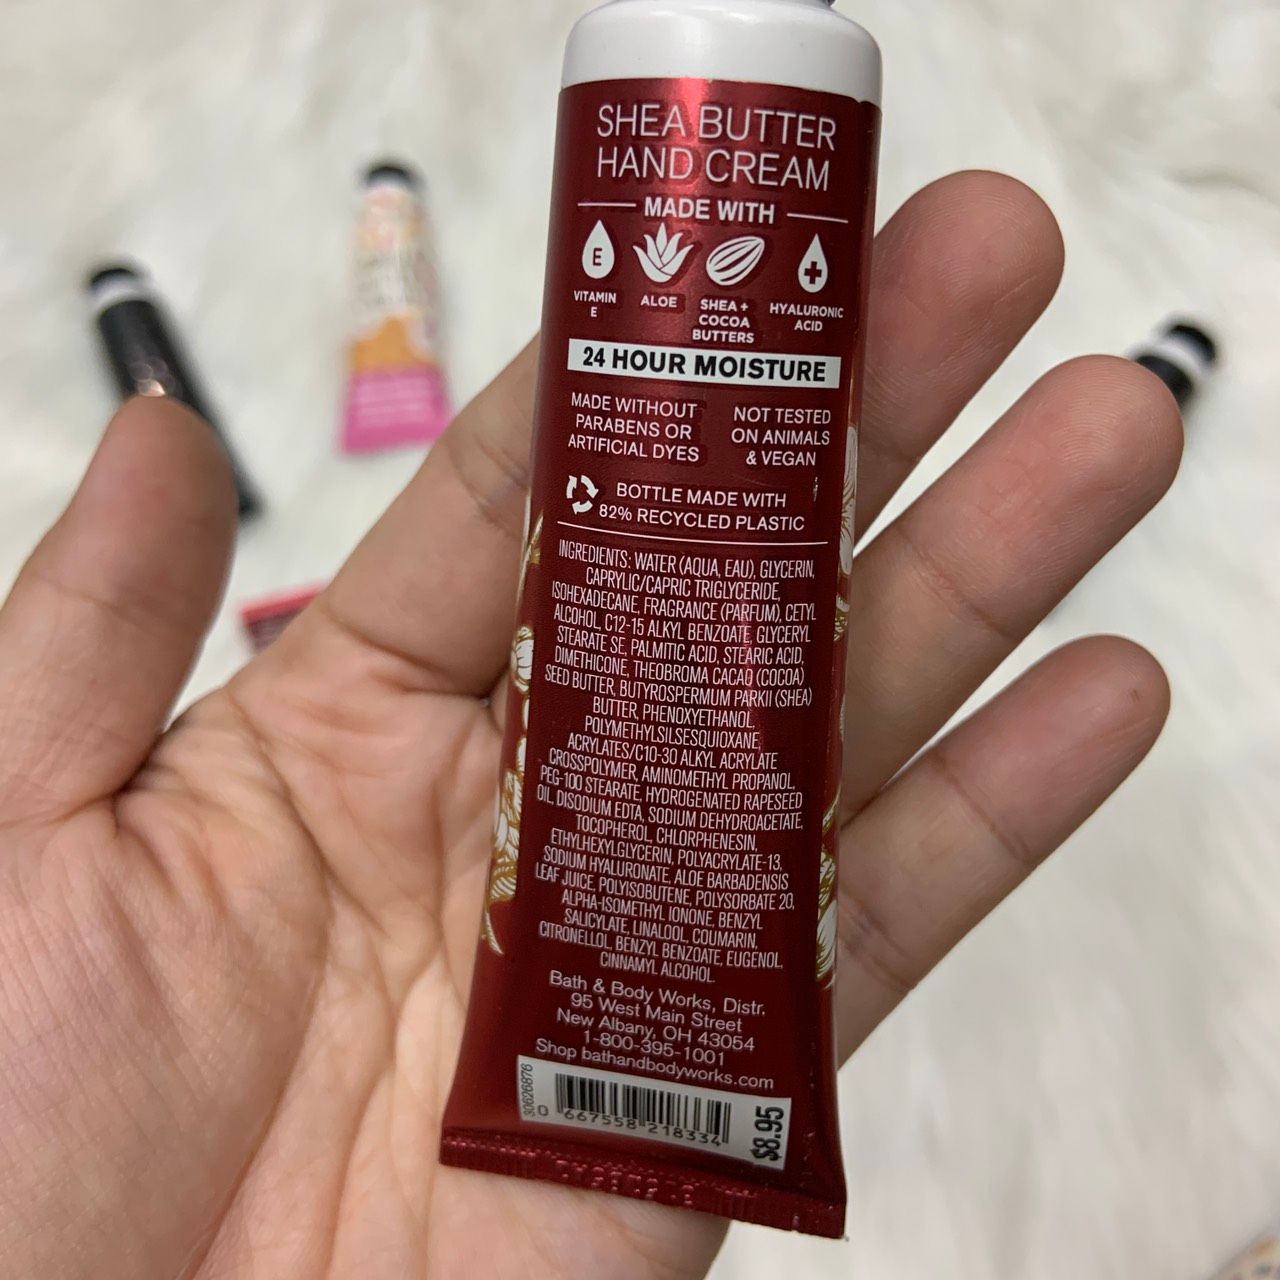 SHEA BUTTER
HAND CREAM
MADE WITH
E
VITAMIN
E
ALOE
SHEA +
COCOA
BUTTERS
HYALURONIC
ACID
24 HOUR MOISTURE
MADE WITHOUT
PARABENS OR
ARTIFICIAL DYES
NOT TESTED
ON ANIMALS
& VEGAN
BOTTLE MADE WITH
82% RECYCLED PLASTIC
INGREDIENTS: WATER (AQUA, EAU), GLYCERIN,
CAPRYLIC/CAPRIC TRIGLYCERIDE,
ISOHEXADECANE, FRAGRANCE (PARFUM), CETYL
ALCOHOL, C12-15 ALKYL BENZOATE, GLYCERYL
STEARATE SE, PALMITIC ACID, STEARIC ACID,
DIMETHICONE, THEOBROMA CACAO (COCOA)
SEED BUTTER, BUTYROSPERMUM PARKII (SHEA)
BUTTER, PHENOXYETHANOL,
POLYMETHYLSILSESQUIOXANE,
ACRYLATES/C10-30 ALKYL ACRYLATE
CROSSPOLYMER, AMINOMETHYL PROPANOL,
PEG-100 STEARATE, HYDROGENATED RAPESEED
OIL, DISODIUM EDTA, SODIUM DEHYDROACETATE,
TOCOPHEROL, CHLORPHENESIN,
ETHYLHEXYLGLYCERIN, POLYACRYLATE-13,
SODIUM HYALURONATE, ALOE BARBADENSIS
LEAF JUICE, POLYISOBUTENE, POLYSORBATE 20,
ALPHA-ISOMETHYL IONONE, BENZYL
SALICYLATE, LINALOOL, COUMARIN,
CITRONELLOL, BENZYL BENZOATE, EUGENOL,
CINNAMYL ALCOHOL.
Bath & Body Works, Distr.
95 West Main Street
New Albany, OH 43054
1-800-395-1001
Shop bathandbodyworks.com
30626876
0 667558 218334
$8.95